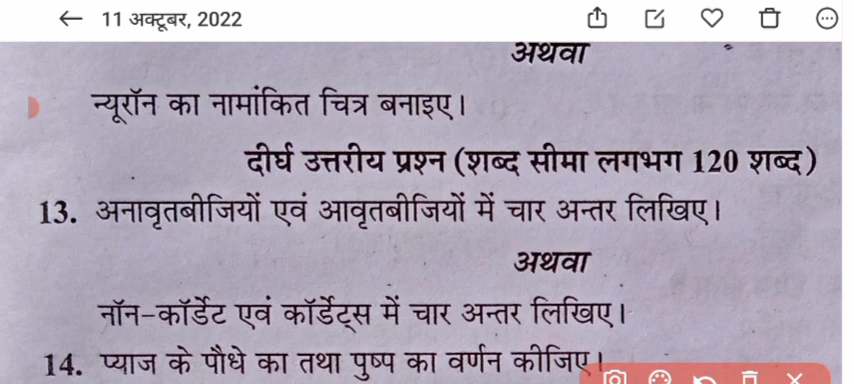 11 अक्टूबर, 2022
अथवा
न्यूरॉन का नामांकित चित्र बनाइए।
दीर्घ उत्तरीय प्रश्न (शब्द सीमा लगभग 120 शब्द)
13. अनावृतबीजियों एवं आवृतबीजियों में चार अन्तर लिखिए।
अथवा
नॉन-कॉर्डेट एवं कॉर्डेट्स में चार अन्तर लिखिए।
14. प्याज के पौधे का तथा पुष्प का वर्णन कीजिए।